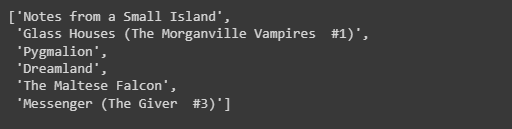 ['Notes from a Small Island',
 'Glass Houses (The Morganville Vampires  #1)',
 'Pygmalion',
 'Dreamland',
 'The Maltese Falcon',
 'Messenger (The Giver  #3)']